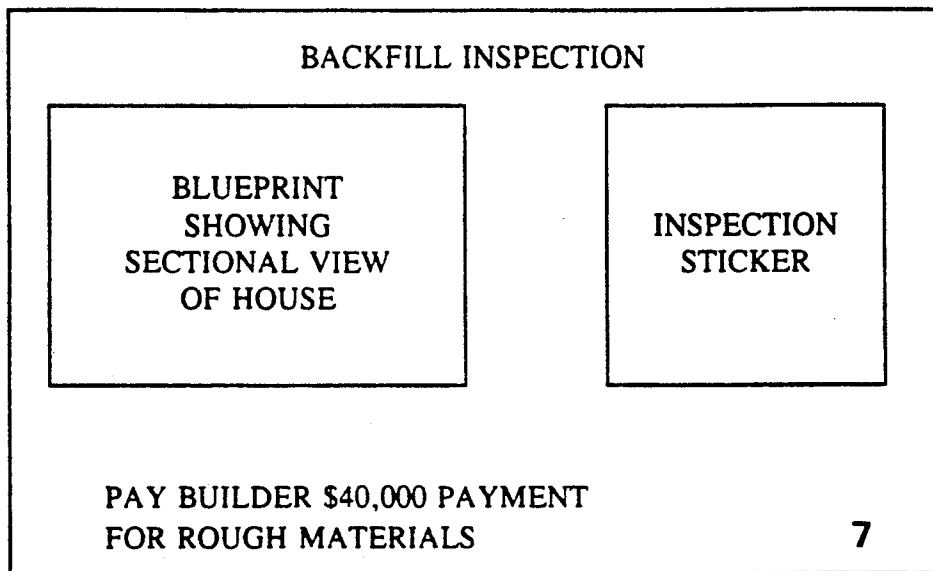 BACKFILL INSPECTION
BLUEPRINT
SHOWING
SECTIONAL VIEW
OF HOUSE
INSPECTION
STICKER
PAY BUILDER $40,000 PAYMENT
FOR ROUGH MATERIALS
7